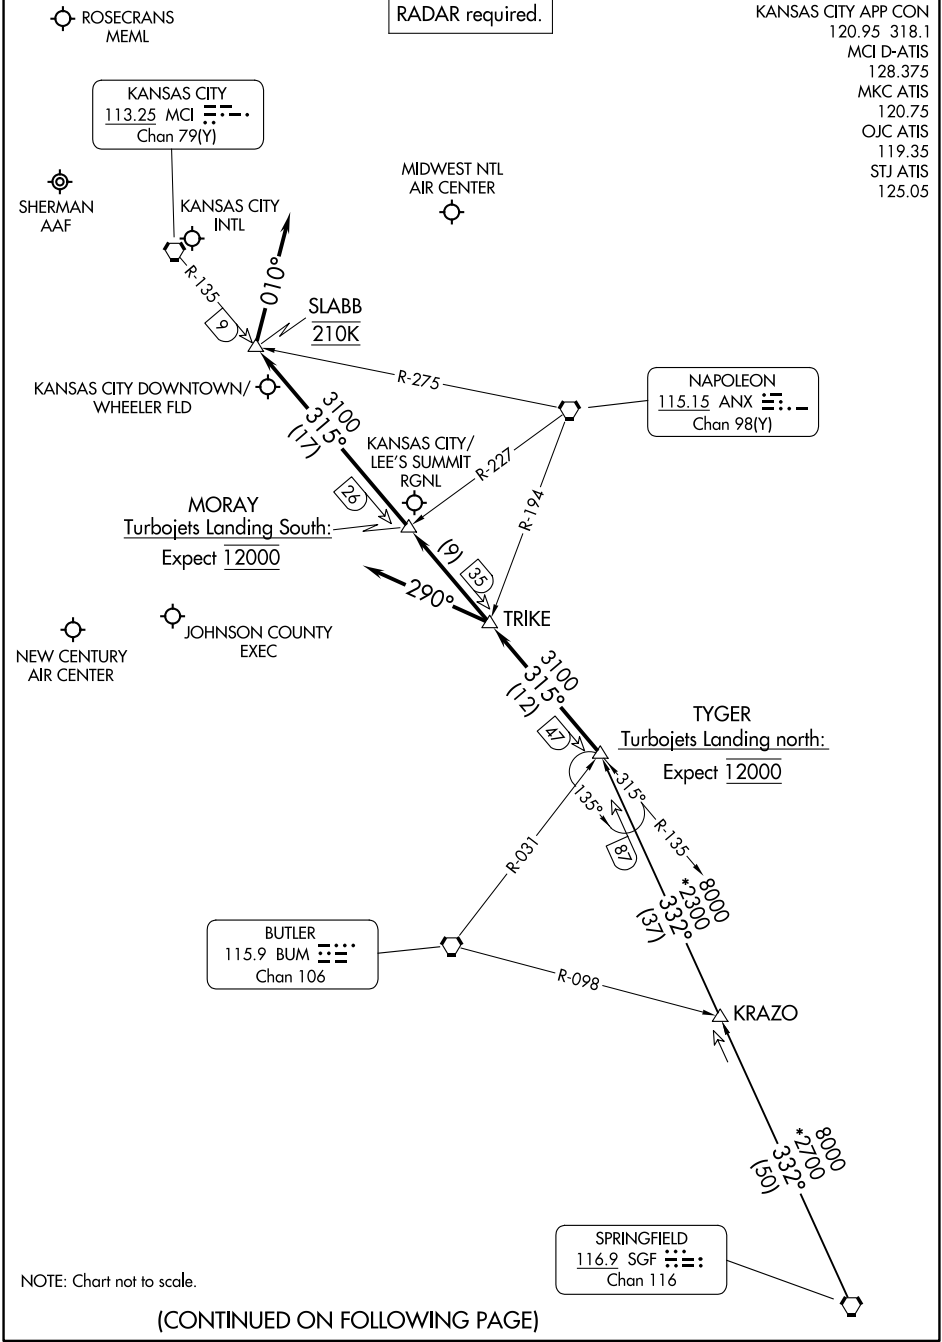 ROSECRANS
MEML
RADAR required.
KANSAS CITY APP CON
120.95 318.1
MCI D-ATIS
128.375
MKC ATIS
120.75
OJC ATIS
119.35
STJ ATIS
125.05
KANSAS CITY
113.25 MCI
Chan 79(Y)
SHERMAN
AAF
KANSAS CITY
INTL
MIDWEST NTL
AIR CENTER
R-135
9
010°
SLABB
210K
KANSAS CITY DOWNTOWN/
WHEELER FLD
R-275
NAPOLEON
115.15 ANX
Chan 98(Y)
3100
315°
(17)
KANSAS CITY/
LEE'S SUMMIT
RGNL
R-227
R-194
26
MORAY
Turbojets Landing South:
Expect 12000
(9)
35
290°
TRIKE
NEW CENTURY
AIR CENTER
JOHNSON COUNTY
EXEC
3100
315°
(12)
47
TYGER
Turbojets Landing north:
Expect 12000
135°
315°
R-135
87
R-031
8000
*2300
332°
(37)
BUTLER
115.9 BUM
Chan 106
R-098
KRAZO
8000
*2700
332°
(50)
SPRINGFIELD
116.9 SGF
Chan 116
NOTE: Chart not to scale.
(CONTINUED ON FOLLOWING PAGE)